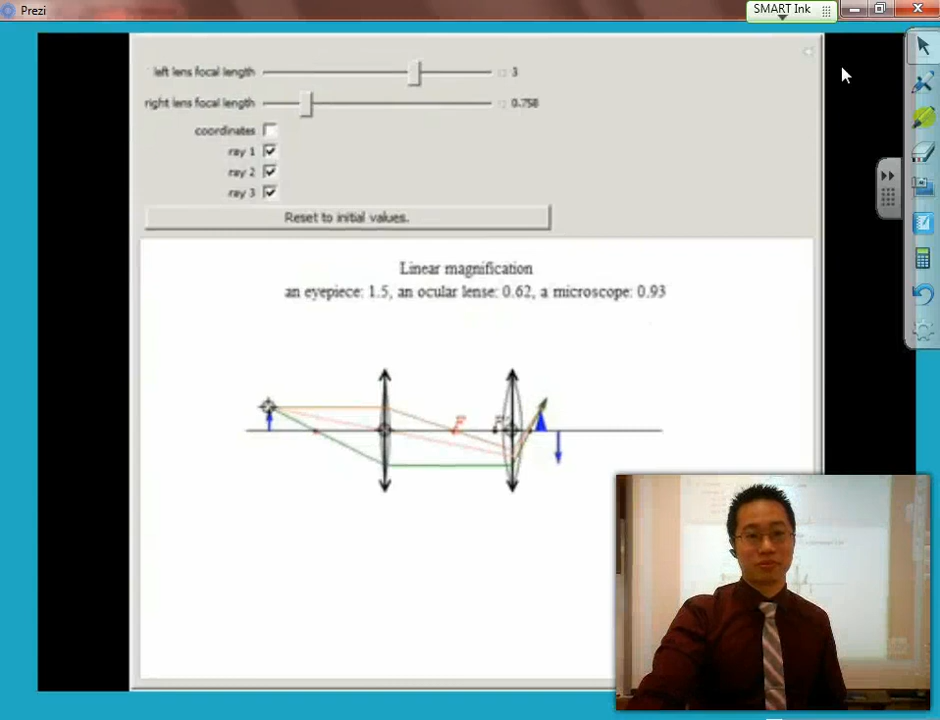 Prezi
SMART Ink
left lens focal length 3
right lens focal length 0.758
coordinates
ray 1
ray 2
ray 3
Reset to initial values.
Linear magnification
an eyepiece: 1.5, an ocular lense: 0.62, a microscope: 0.93
F F